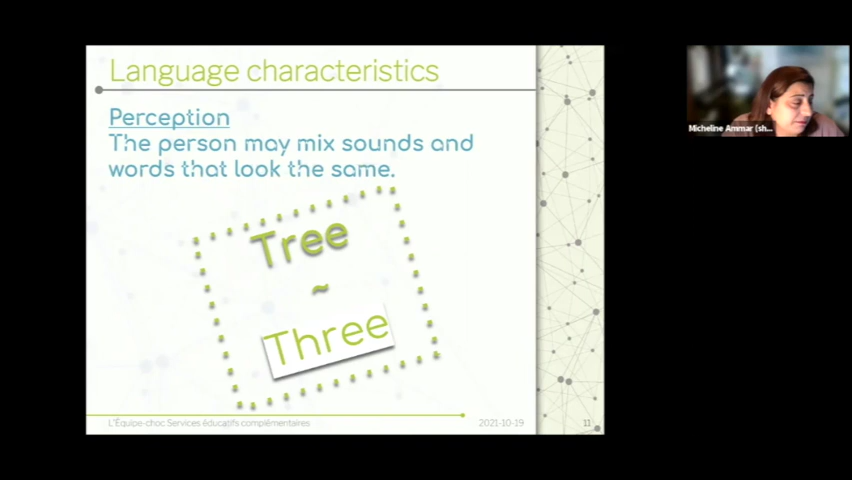 Language characteristics
Perception
The person may mix sounds and
words that look the same.
Tree
~
Three
L'Équipe-choc Services éducatifs complémentaires
2021-10-19
11
Micheline Ammar (sh...